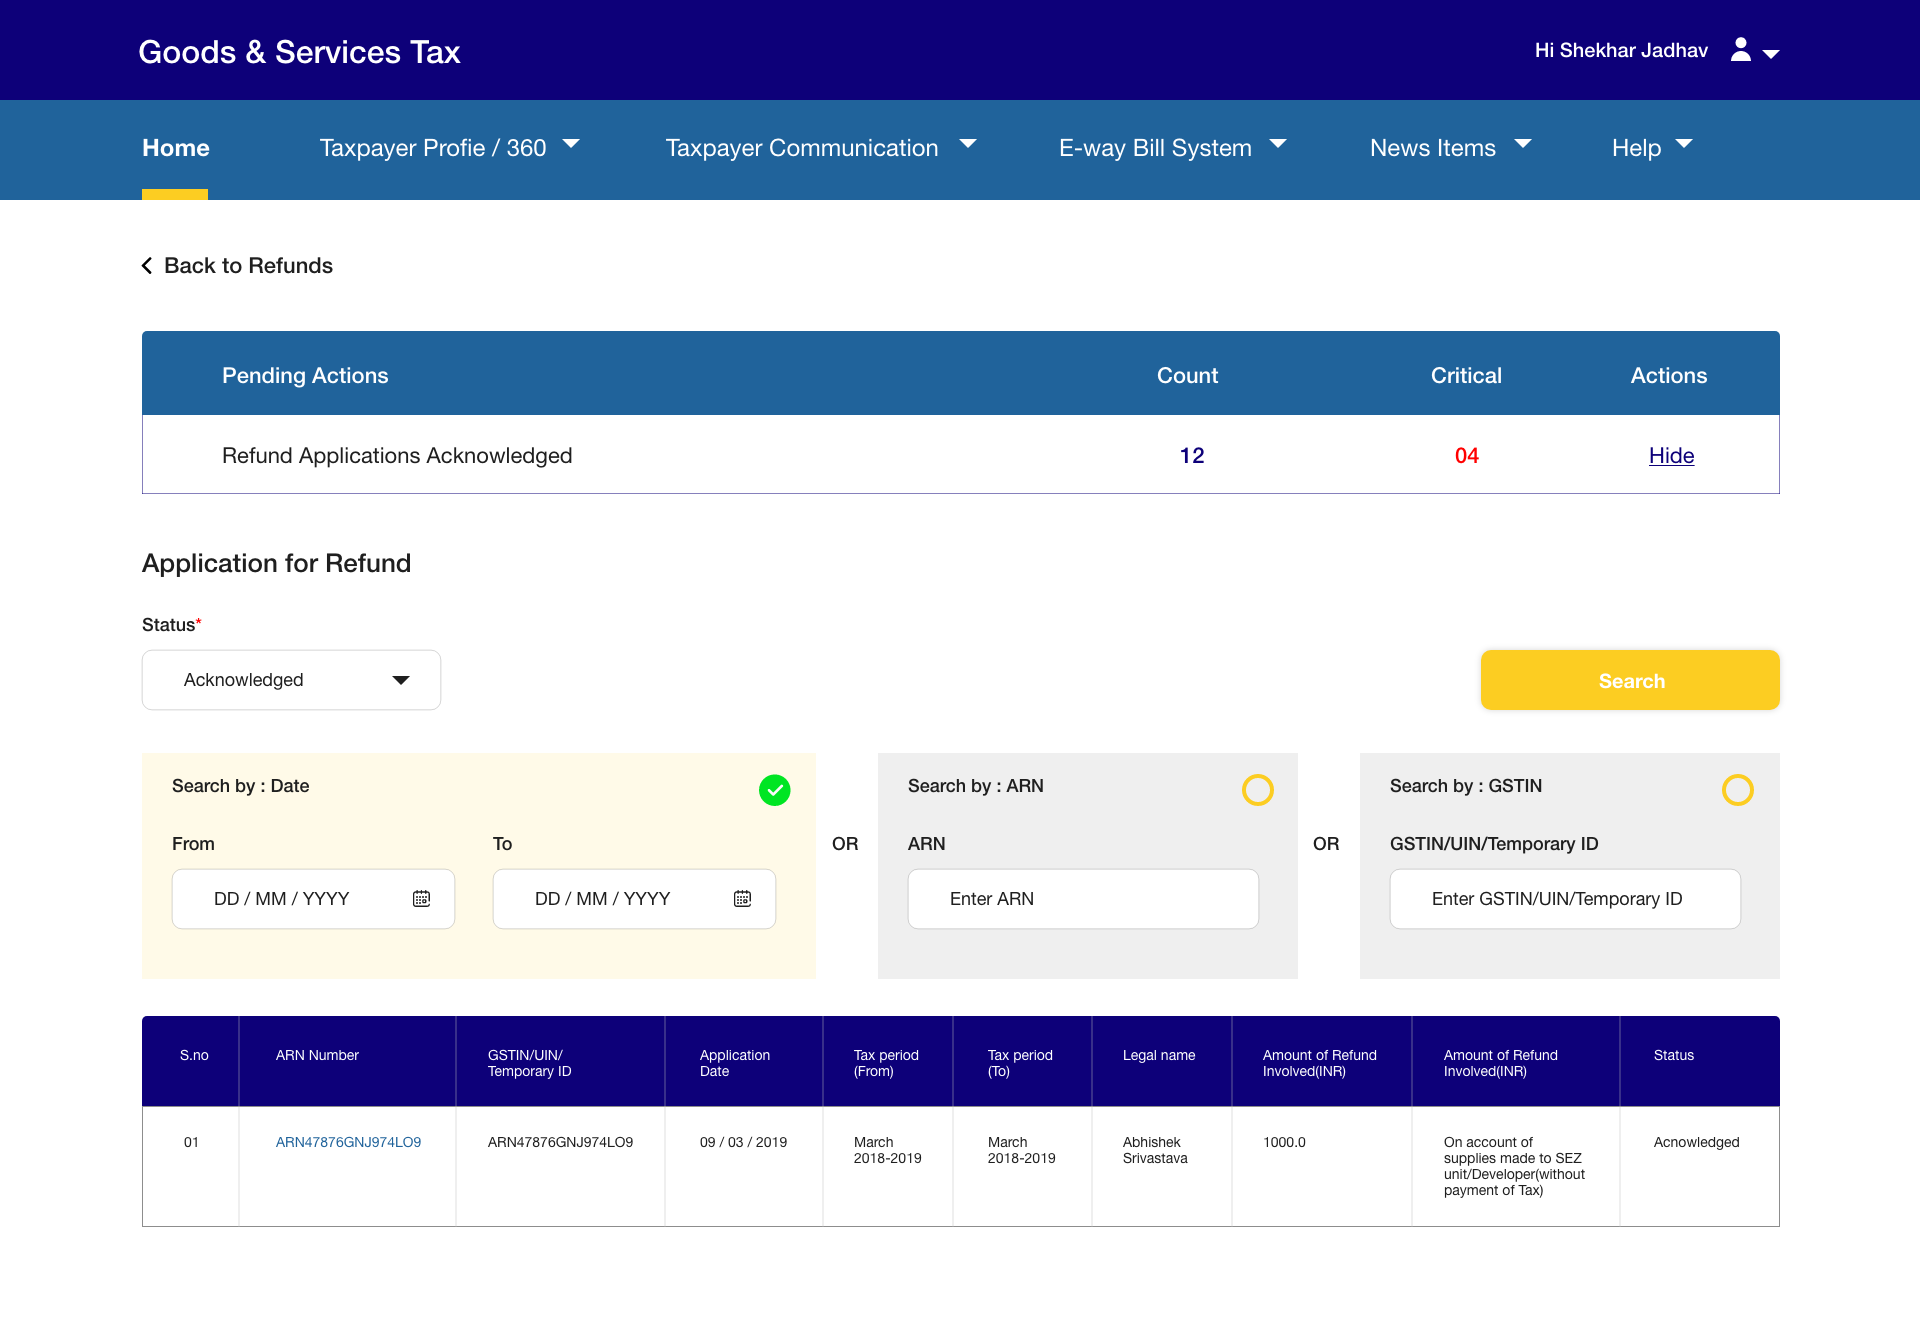 Goods & Services Tax
Hi Shekhar Jadhav
Home
Taxpayer Profie / 360
Taxpayer Communication
E-way Bill System
News Items
Help
Back to Refunds
Pending Actions
Count
Critical
Actions
Refund Applications Acknowledged
12
04
Hide
Application for Refund
Status*
Acknowledged
Search
Search by : Date
From
To
DD / MM / YYYY
DD / MM / YYYY
OR
Search by : ARN
ARN
Enter ARN
OR
Search by : GSTIN
GSTIN/UIN/Temporary ID
Enter GSTIN/UIN/Temporary ID
S.no
ARN Number
GSTIN/UIN/
Temporary ID
Application
Date
Tax period
(From)
Tax period
(To)
Legal name
Amount of Refund
Involved(INR)
Amount of Refund
Involved(INR)
Status
01
ARN47876GNJ974LO9
ARN47876GNJ974LO9
09 / 03 / 2019
March
2018-2019
March
2018-2019
Abhishek
Srivastava
1000.0
On account of
supplies made to SEZ
unit/Developer(without
payment of Tax)
Acnowledged